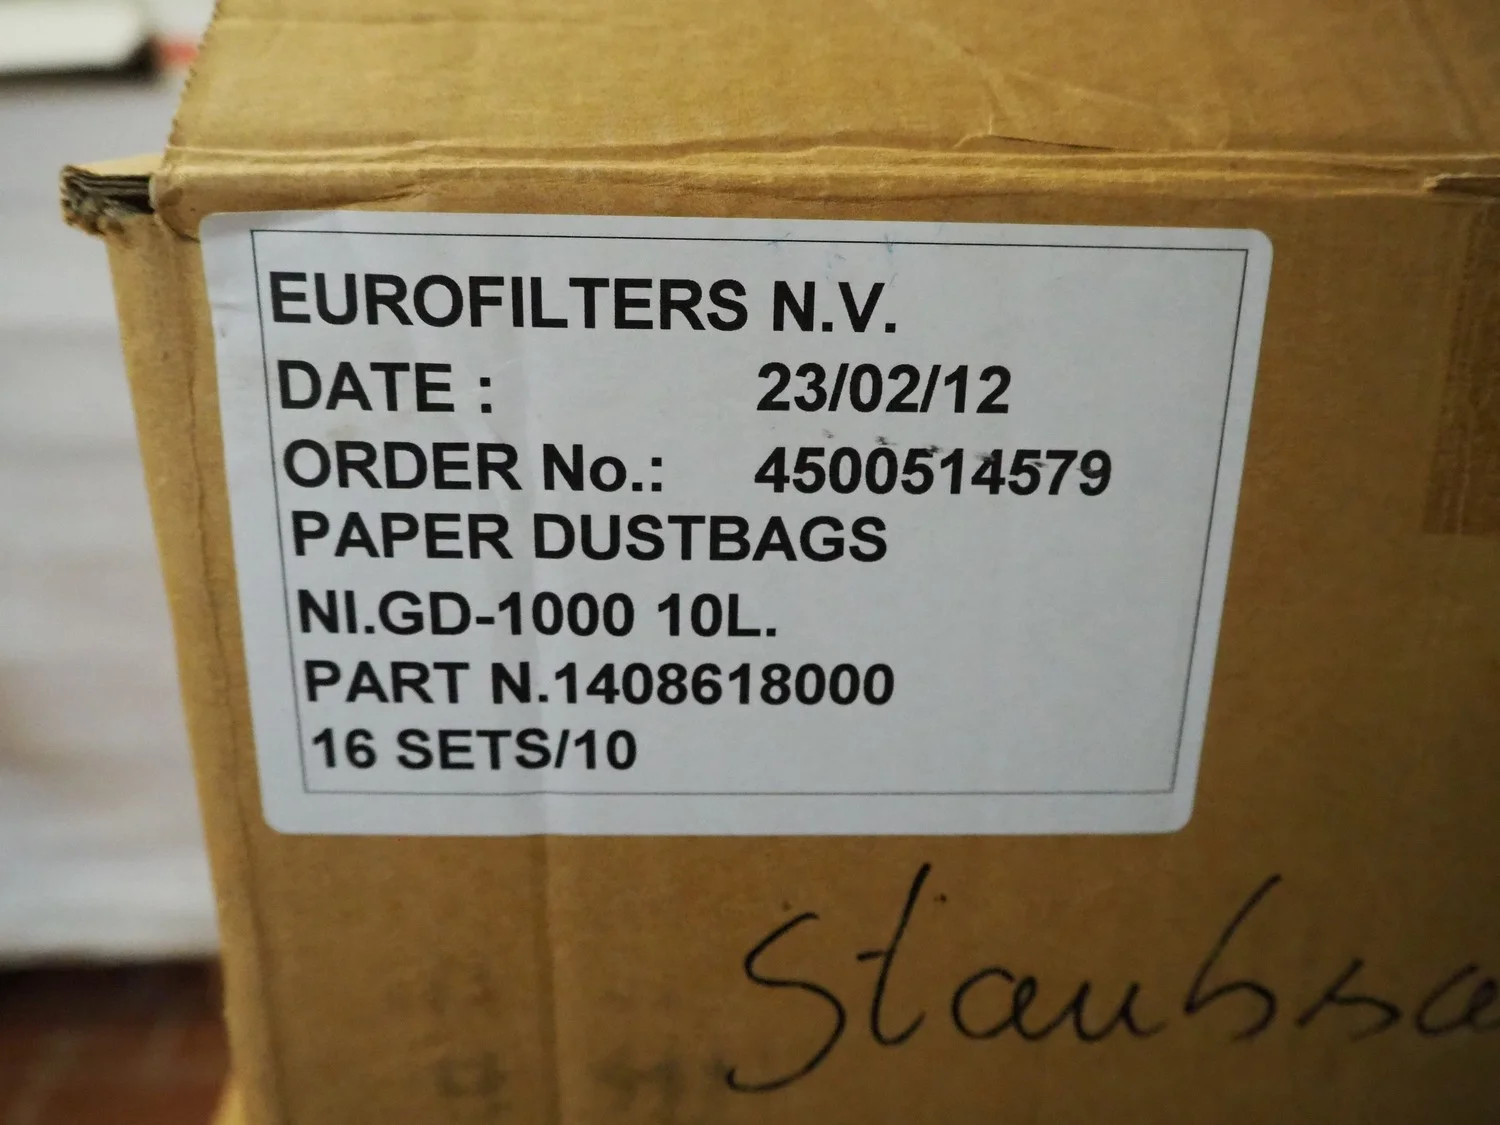 EUROFILTERS N.V.
DATE : 23/02/12
ORDER No.: 4500514579
PAPER DUSTBAGS
NI.GD-1000 10L.
PART N.1408618000
16 SETS/10
Staubsa